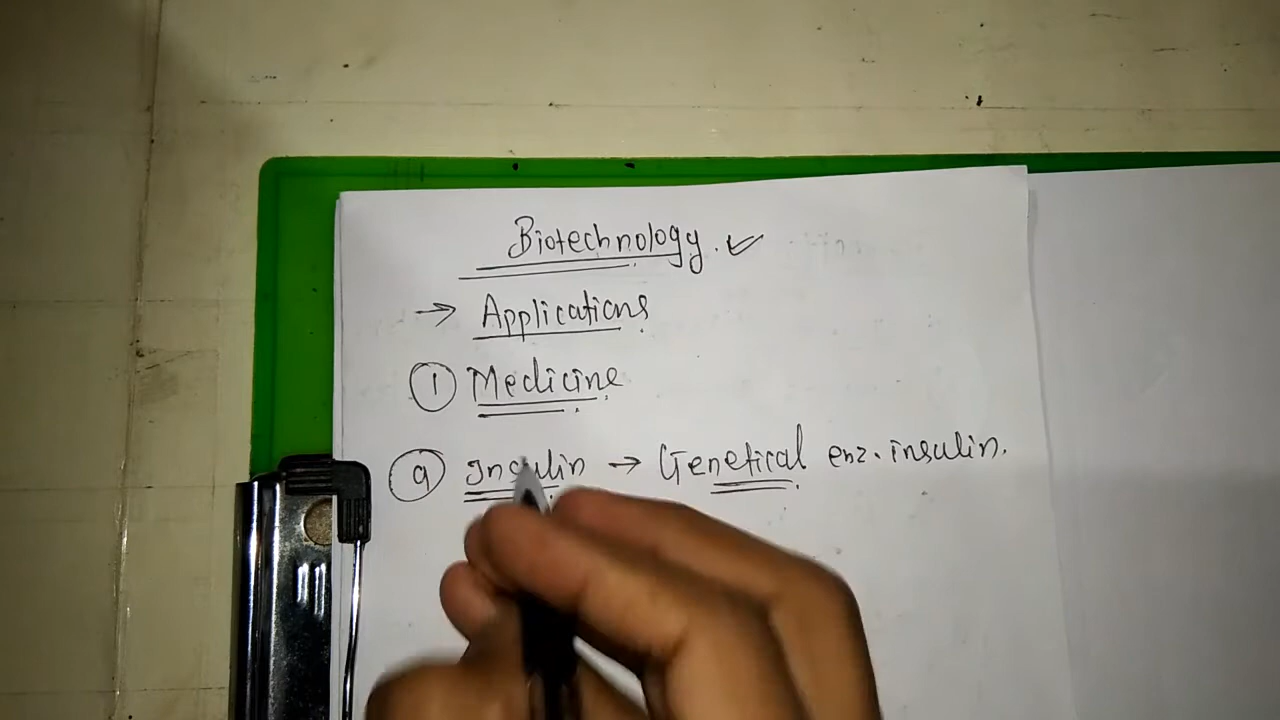 Biotechnology.
→ Applications
① Medicine
ⓐ Insulin → Genetical enz. insulin.